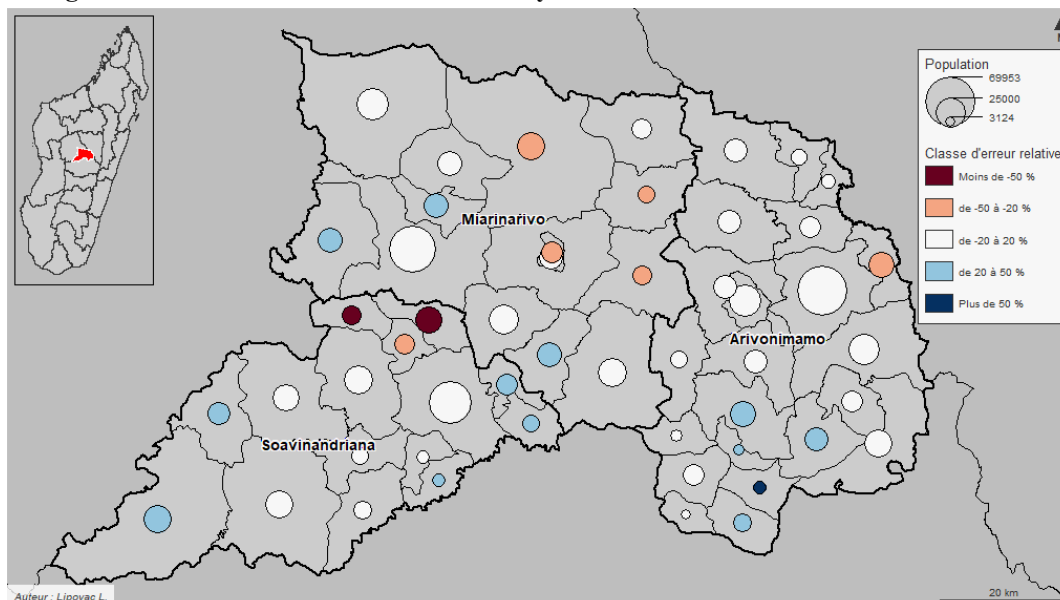 Population
69953
25000
3124
Classe d'erreur relative
Moins de -50 %
de -50 à -20 %
de -20 à 20 %
de 20 à 50 %
Plus de 50 %
Miarinarivo
Arivonimamo
Soavinandriana
20 km
Auteur : Lipovac L.